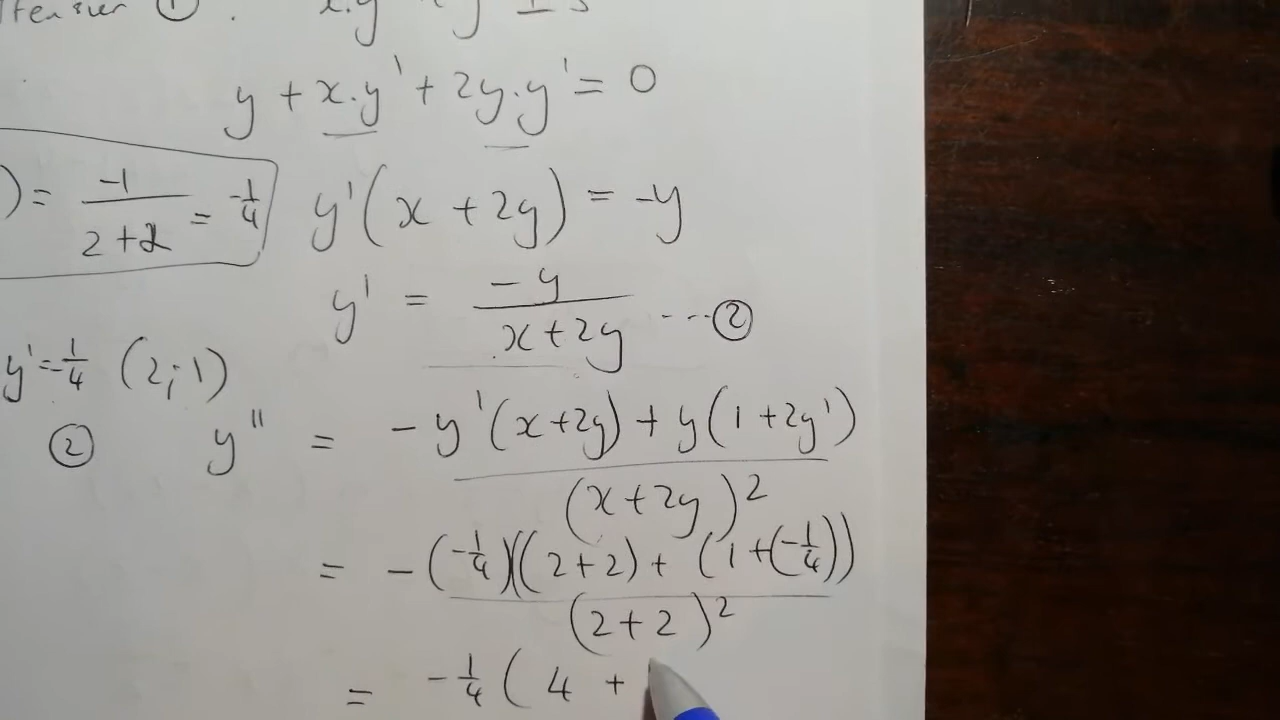 ①.
y + x.y' + 2y.y' = 0
) = -1/(2+2) = -1/4
y'(x + 2y) = -y
y' = -y/(x+2y) ---②
y'=-1/4 (2;1)
② y" = (-y'(x+2y) + y(1+2y'))/(x+2y)²
= (-(-1/4)((2+2) + (1+(-1/4)))/(2+2)²
= -1/4 ( 4 +